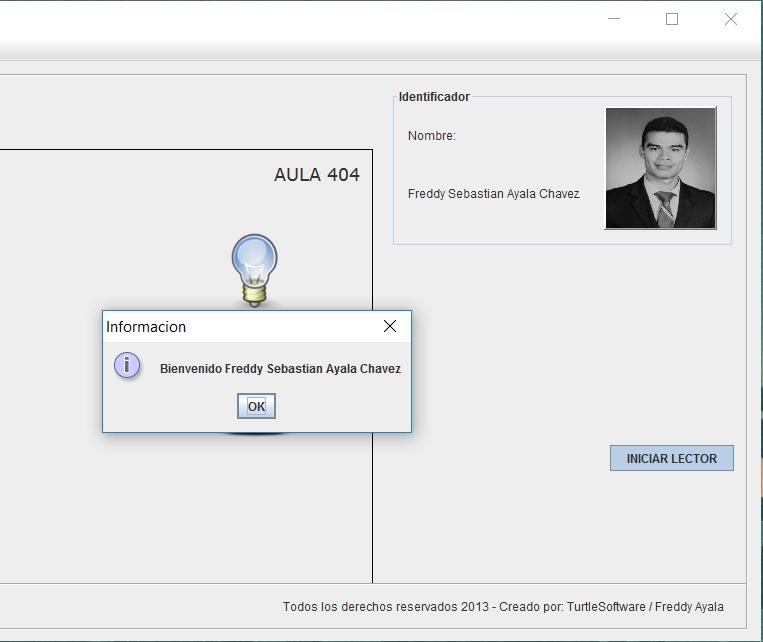 Identificador
Nombre:
AULA 404
Freddy Sebastian Ayala Chavez
Informacion
i
Bienvenido Freddy Sebastian Ayala Chavez
OK
INICIAR LECTOR
Todos los derechos reservados 2013 - Creado por: TurtleSoftware / Freddy Ayala